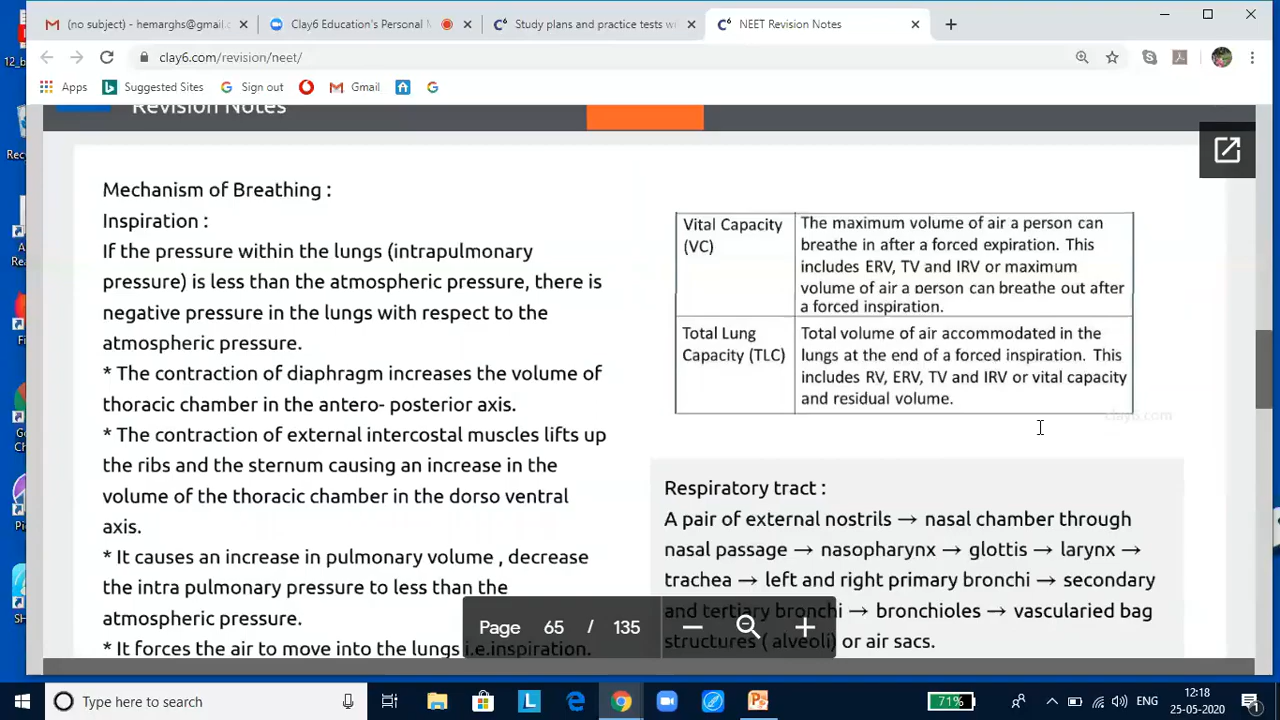 (no subject) - hemarghs@gmail.c
Clay6 Education's Personal M
Study plans and practice tests w
NEET Revision Notes
clay6.com/revision/neet/
Apps
Suggested Sites
Sign out
Gmail
Revision Notes
Mechanism of Breathing :
Inspiration :
If the pressure within the lungs (intrapulmonary
pressure) is less than the atmospheric pressure, there is
negative pressure in the lungs with respect to the
atmospheric pressure.
* The contraction of diaphragm increases the volume of
thoracic chamber in the antero- posterior axis.
* The contraction of external intercostal muscles lifts up
the ribs and the sternum causing an increase in the
volume of the thoracic chamber in the dorso ventral
axis.
* It causes an increase in pulmonary volume , decrease
the intra pulmonary pressure to less than the
atmospheric pressure.
* It forces the air to move into the lungs i.e.inspiration.
Vital Capacity
(VC)
The maximum volume of air a person can
breathe in after a forced expiration. This
includes ERV, TV and IRV or maximum
volume of air a person can breathe out after
a forced inspiration.
Total Lung
Capacity (TLC)
Total volume of air accommodated in the
lungs at the end of a forced inspiration. This
includes RV, ERV, TV and IRV or vital capacity
and residual volume.
clay6.com
Respiratory tract :
A pair of external nostrils → nasal chamber through
nasal passage → nasopharynx → glottis → larynx →
trachea → left and right primary bronchi → secondary
and tertiary bronchi → bronchioles → vascularied bag
structures ( alveoli) or air sacs.
Page 65 / 135
Type here to search
71%
ENG
12:18
25-05-2020